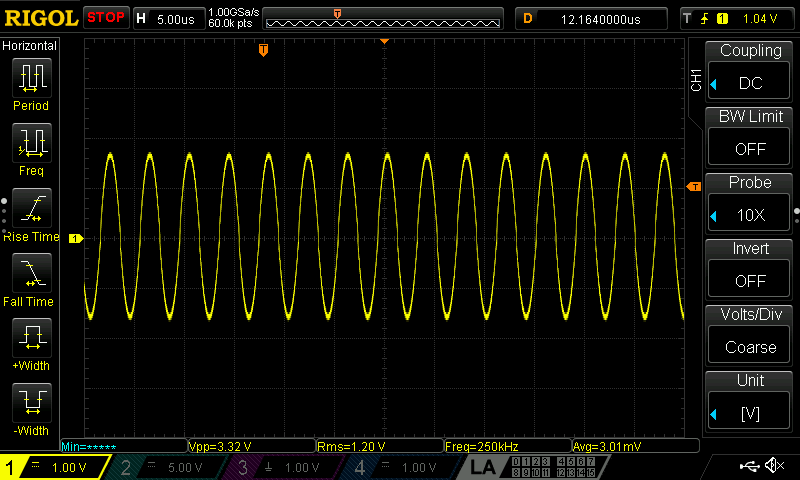 RIGOL STOP H 5.00us 1.00GSa/s
60.0k pts
T
D 12.1640000us
T 1 1.04 V
Horizontal
Period
Freq
Rise Time
Fall Time
+Width
-Width
T
1
T
CH1
Coupling
DC
BW Limit
OFF
Probe
10X
Invert
OFF
Volts/Div
Coarse
Unit
[V]
Min=***** Vpp=3.32 V Rms=1.20 V Freq=250kHz Avg=3.01mV
1 1.00 V 2 5.00 V 3 1.00 V 4 1.00 V LA 0 1 2 3 4 5 6 7
8 9 10 11 12 13 14 15